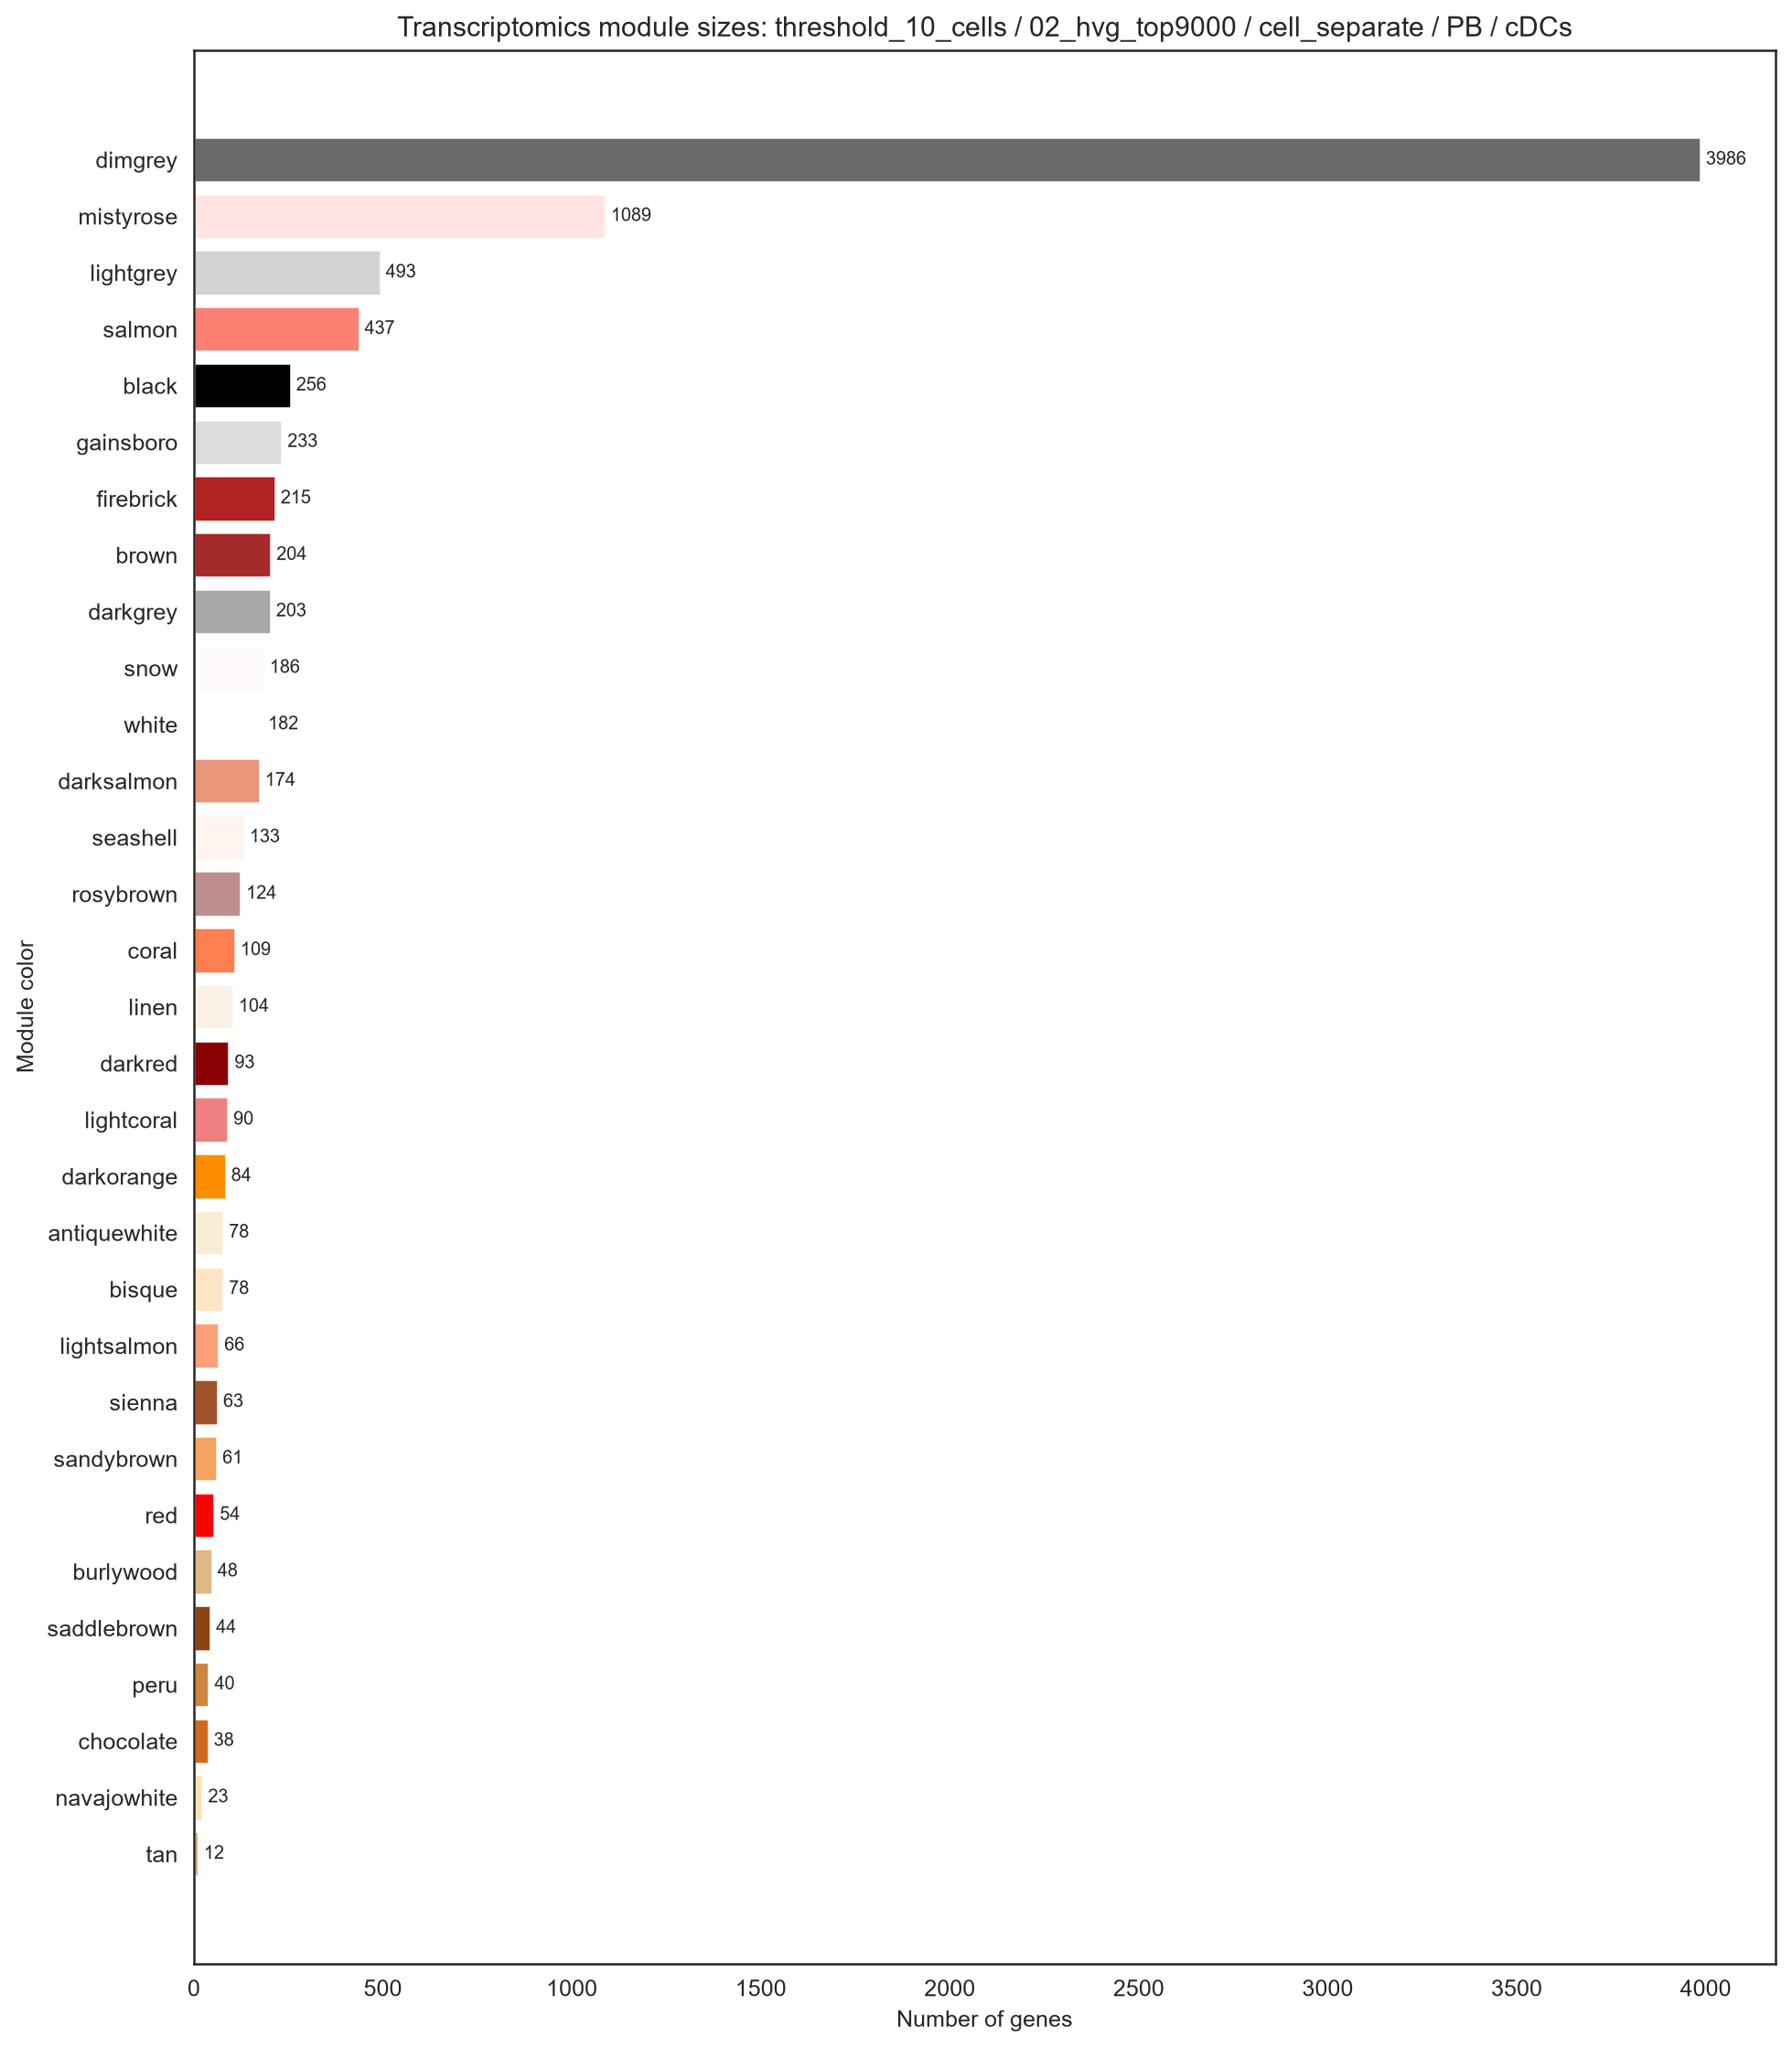 Transcriptomics module sizes: threshold_10_cells / 02_hvg_top9000 / cell_separate / PB / cDCs
dimgrey 3986
mistyrose 1089
lightgrey 493
salmon 437
black 256
gainsboro 233
firebrick 215
brown 204
darkgrey 203
snow 186
white 182
darksalmon 174
seashell 133
rosybrown 124
coral 109
linen 104
darkred 93
lightcoral 90
darkorange 84
antiquewhite 78
bisque 78
lightsalmon 66
sienna 63
sandybrown 61
red 54
burlywood 48
saddlebrown 44
peru 40
chocolate 38
navajowhite 23
tan 12
Module color
0 500 1000 1500 2000 2500 3000 3500 4000
Number of genes